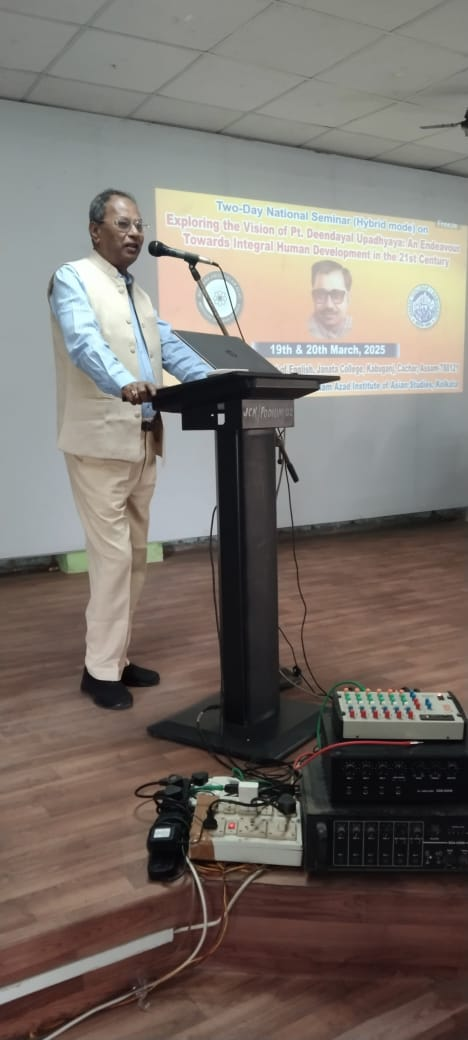 Two-Day National Seminar (Hybrid mode) on
Exploring the Vision of Pt. Deendayal Upadhyaya: An Endeavour
Towards Integral Human Development in the 21st Century
19th & 20th March, 2025
of English, Janata College, Kabuganj, Cachar, Assam-788121
Azad Institute of Asian Studies, Kolkata
JCK/PODIUM/02